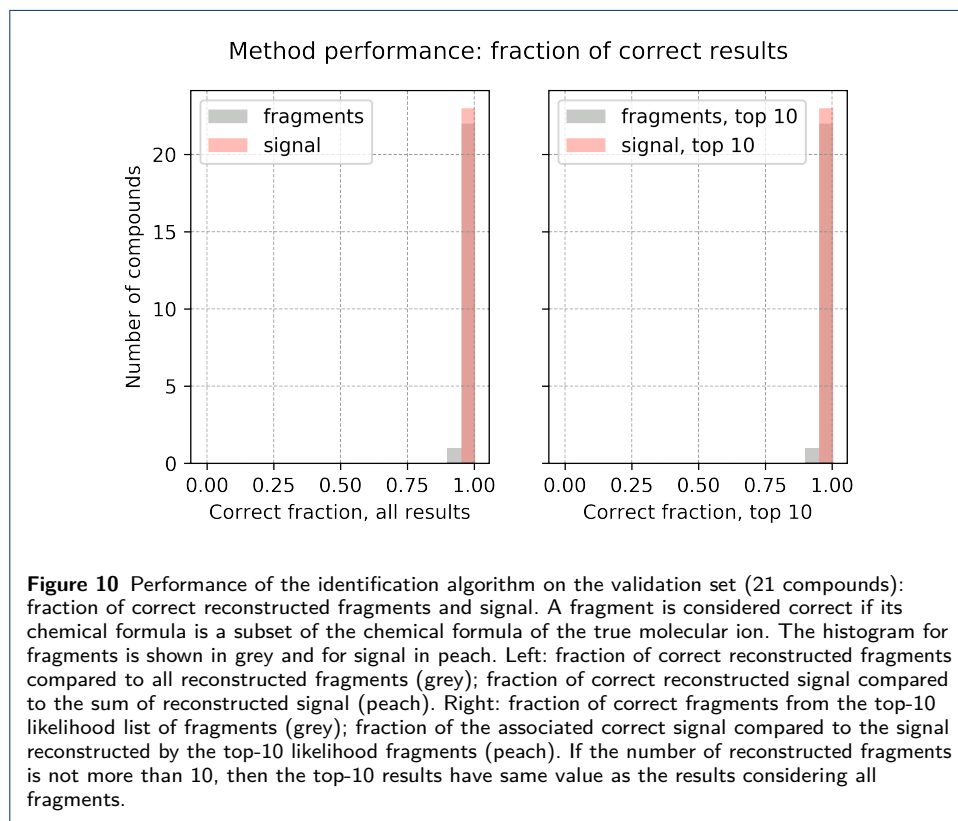 Method performance: fraction of correct results
fragments
signal
fragments, top 10
signal, top 10
Number of compounds
20
15
10
5
0
0.00 0.25 0.50 0.75 1.00
0.00 0.25 0.50 0.75 1.00
Correct fraction, all results
Correct fraction, top 10
Figure 10 Performance of the identification algorithm on the validation set (21 compounds):
fraction of correct reconstructed fragments and signal. A fragment is considered correct if its
chemical formula is a subset of the chemical formula of the true molecular ion. The histogram for
fragments is shown in grey and for signal in peach. Left: fraction of correct reconstructed fragments
compared to all reconstructed fragments (grey); fraction of correct reconstructed signal compared
to the sum of reconstructed signal (peach). Right: fraction of correct fragments from the top-10
likelihood list of fragments (grey); fraction of the associated correct signal compared to the signal
reconstructed by the top-10 likelihood fragments (peach). If the number of reconstructed fragments
is not more than 10, then the top-10 results have same value as the results considering all
fragments.